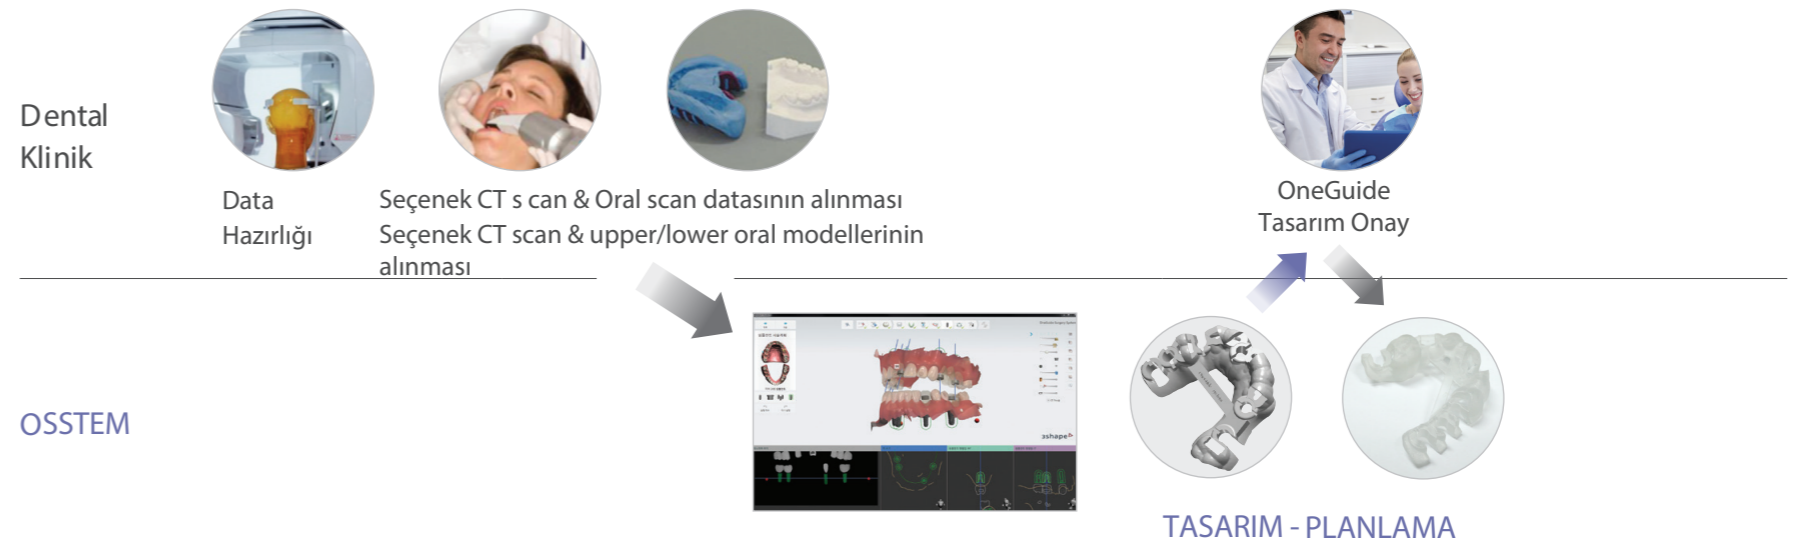 Dental
Klinik
Data
Hazırlığı
Seçenek CT s can & Oral scan datasının alınması
Seçenek CT scan & upper/lower oral modellerinin
alınması
OneGuide
Tasarım Onay
OSSTEM
3shape
TASARIM - PLANLAMA